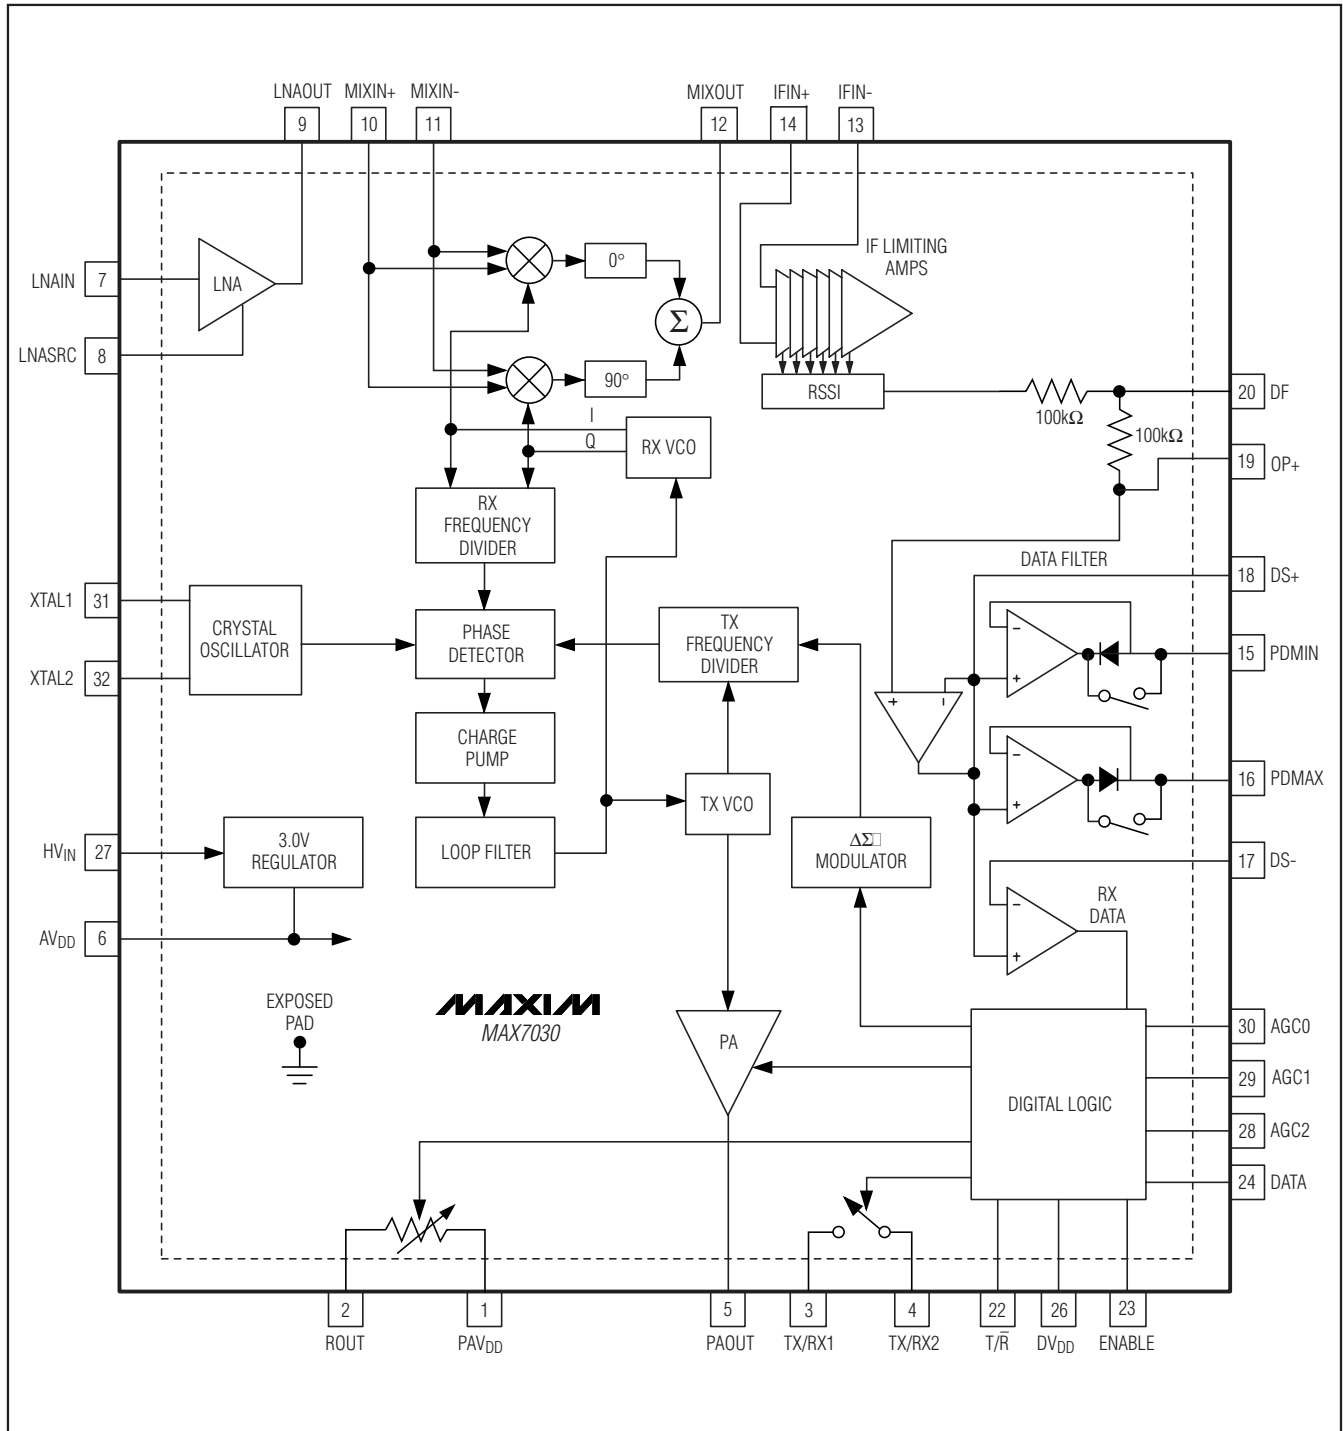 LNAOUT MIXIN+ MIXIN- MIXOUT IFIN+ IFIN-
9 10 11 12 14 13
LNAIN 7
LNA
LNASRC 8
0°
Σ
90°
I
Q
RX VCO
IF LIMITING
AMPS
RSSI
100kΩ
100kΩ
20 DF
19 OP+
RX
FREQUENCY
DIVIDER
DATA FILTER
18 DS+
XTAL1 31
XTAL2 32
CRYSTAL
OSCILLATOR
PHASE
DETECTOR
TX
FREQUENCY
DIVIDER
−
+
15 PDMIN
+ −
CHARGE
PUMP
TX VCO
−
+
16 PDMAX
HVIN 27
3.0V
REGULATOR
LOOP FILTER
ΔΣ
MODULATOR
17 DS-
−
+
RX
DATA
AVDD 6
EXPOSED
PAD
MAXIM
MAX7030
PA
DIGITAL LOGIC
30 AGC0
29 AGC1
28 AGC2
24 DATA
2 1 5 3 4 22 26 23
ROUT PAVDD PAOUT TX/RX1 TX/RX2 T/R̅ DVDD ENABLE